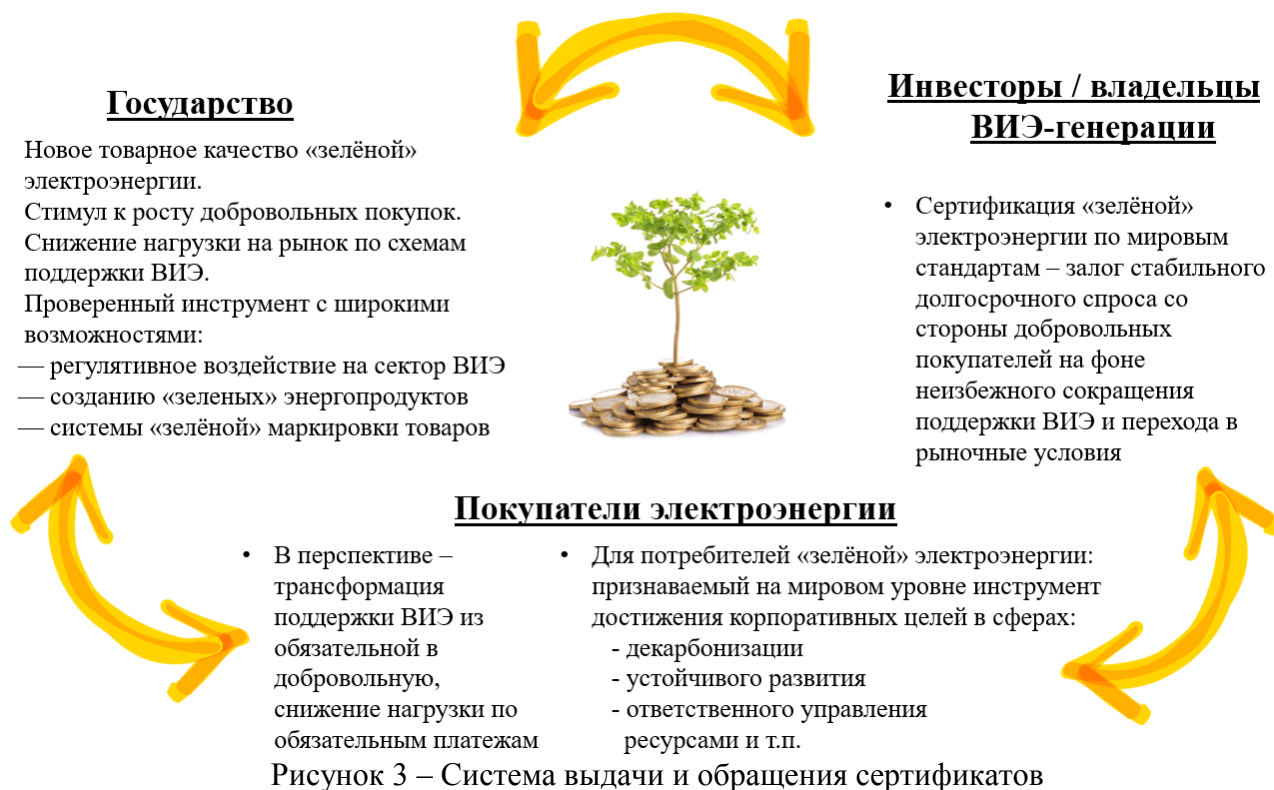 Государство
Новое товарное качество «зелёной»
электроэнергии.
Стимул к росту добровольных покупок.
Снижение нагрузки на рынок по схемам
поддержки ВИЭ.
Проверенный инструмент с широкими
возможностями:
— регулятивное воздействие на сектор ВИЭ
— созданию «зеленых» энергопродуктов
— системы «зелёной» маркировки товаров
Инвесторы / владельцы
ВИЭ-генерации
• Сертификация «зелёной»
электроэнергии по мировым
стандартам – залог стабильного
долгосрочного спроса со
стороны добровольных
покупателей на фоне
неизбежного сокращения
поддержки ВИЭ и перехода в
рыночные условия
Покупатели электроэнергии
• В перспективе –
трансформация
поддержки ВИЭ из
обязательной в
добровольную,
снижение нагрузки по
обязательным платежам
• Для потребителей «зелёной» электроэнергии:
признаваемый на мировом уровне инструмент
достижения корпоративных целей в сферах:
- декарбонизации
- устойчивого развития
- ответственного управления
ресурсами и т.п.
Рисунок 3 – Система выдачи и обращения сертификатов